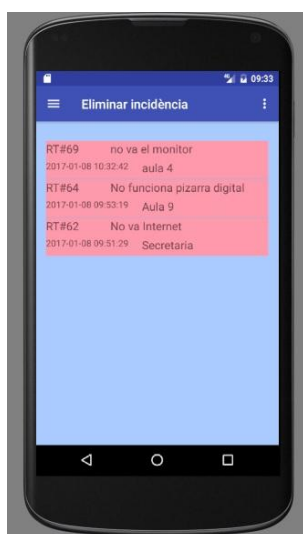 09:33
Eliminar incidència
RT#69 no va el monitor
2017-01-08 10:32:42 aula 4
RT#64 No funciona pizarra digital
2017-01-08 09:53:19 Aula 9
RT#62 No va Internet
2017-01-08 09:51:29 Secretaria